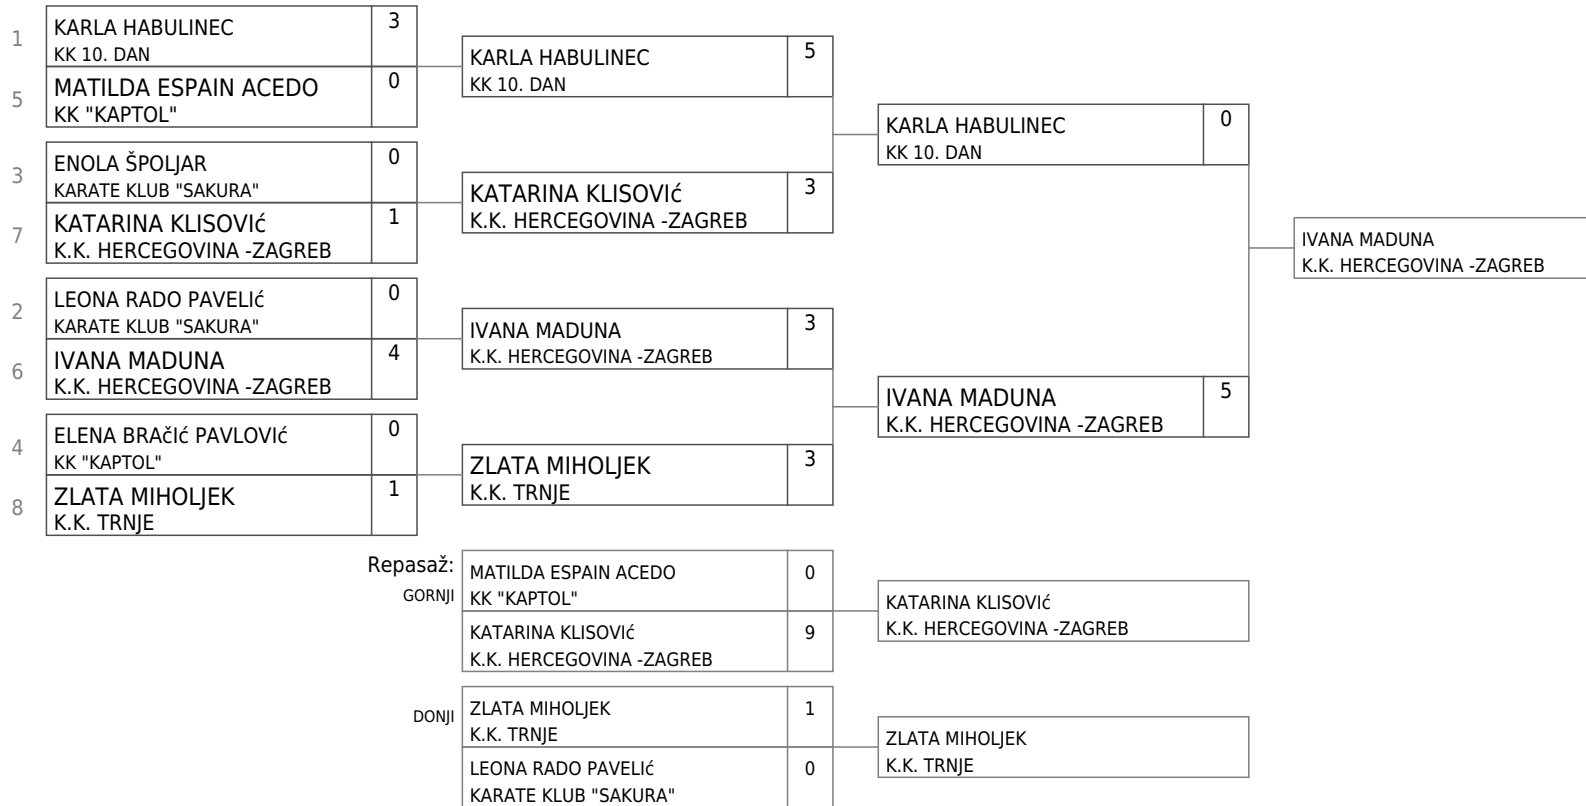 1
KARLA HABULINEC
KK 10. DAN
3
5
MATILDA ESPAIN ACEDO
KK "KAPTOL"
0
3
ENOLA ŠPOLJAR
KARATE KLUB "SAKURA"
0
7
KATARINA KLISOVIć
K.K. HERCEGOVINA -ZAGREB
1
2
LEONA RADO PAVELIć
KARATE KLUB "SAKURA"
0
6
IVANA MADUNA
K.K. HERCEGOVINA -ZAGREB
4
4
ELENA BRAčIć PAVLOVIć
KK "KAPTOL"
0
8
ZLATA MIHOLJEK
K.K. TRNJE
1
KARLA HABULINEC
KK 10. DAN
5
KATARINA KLISOVIć
K.K. HERCEGOVINA -ZAGREB
3
IVANA MADUNA
K.K. HERCEGOVINA -ZAGREB
3
ZLATA MIHOLJEK
K.K. TRNJE
3
KARLA HABULINEC
KK 10. DAN
0
IVANA MADUNA
K.K. HERCEGOVINA -ZAGREB
5
IVANA MADUNA
K.K. HERCEGOVINA -ZAGREB
Repasaž:
GORNJI
MATILDA ESPAIN ACEDO
KK "KAPTOL"
0
KATARINA KLISOVIć
K.K. HERCEGOVINA -ZAGREB
9
KATARINA KLISOVIć
K.K. HERCEGOVINA -ZAGREB
DONJI
ZLATA MIHOLJEK
K.K. TRNJE
1
LEONA RADO PAVELIć
KARATE KLUB "SAKURA"
0
ZLATA MIHOLJEK
K.K. TRNJE